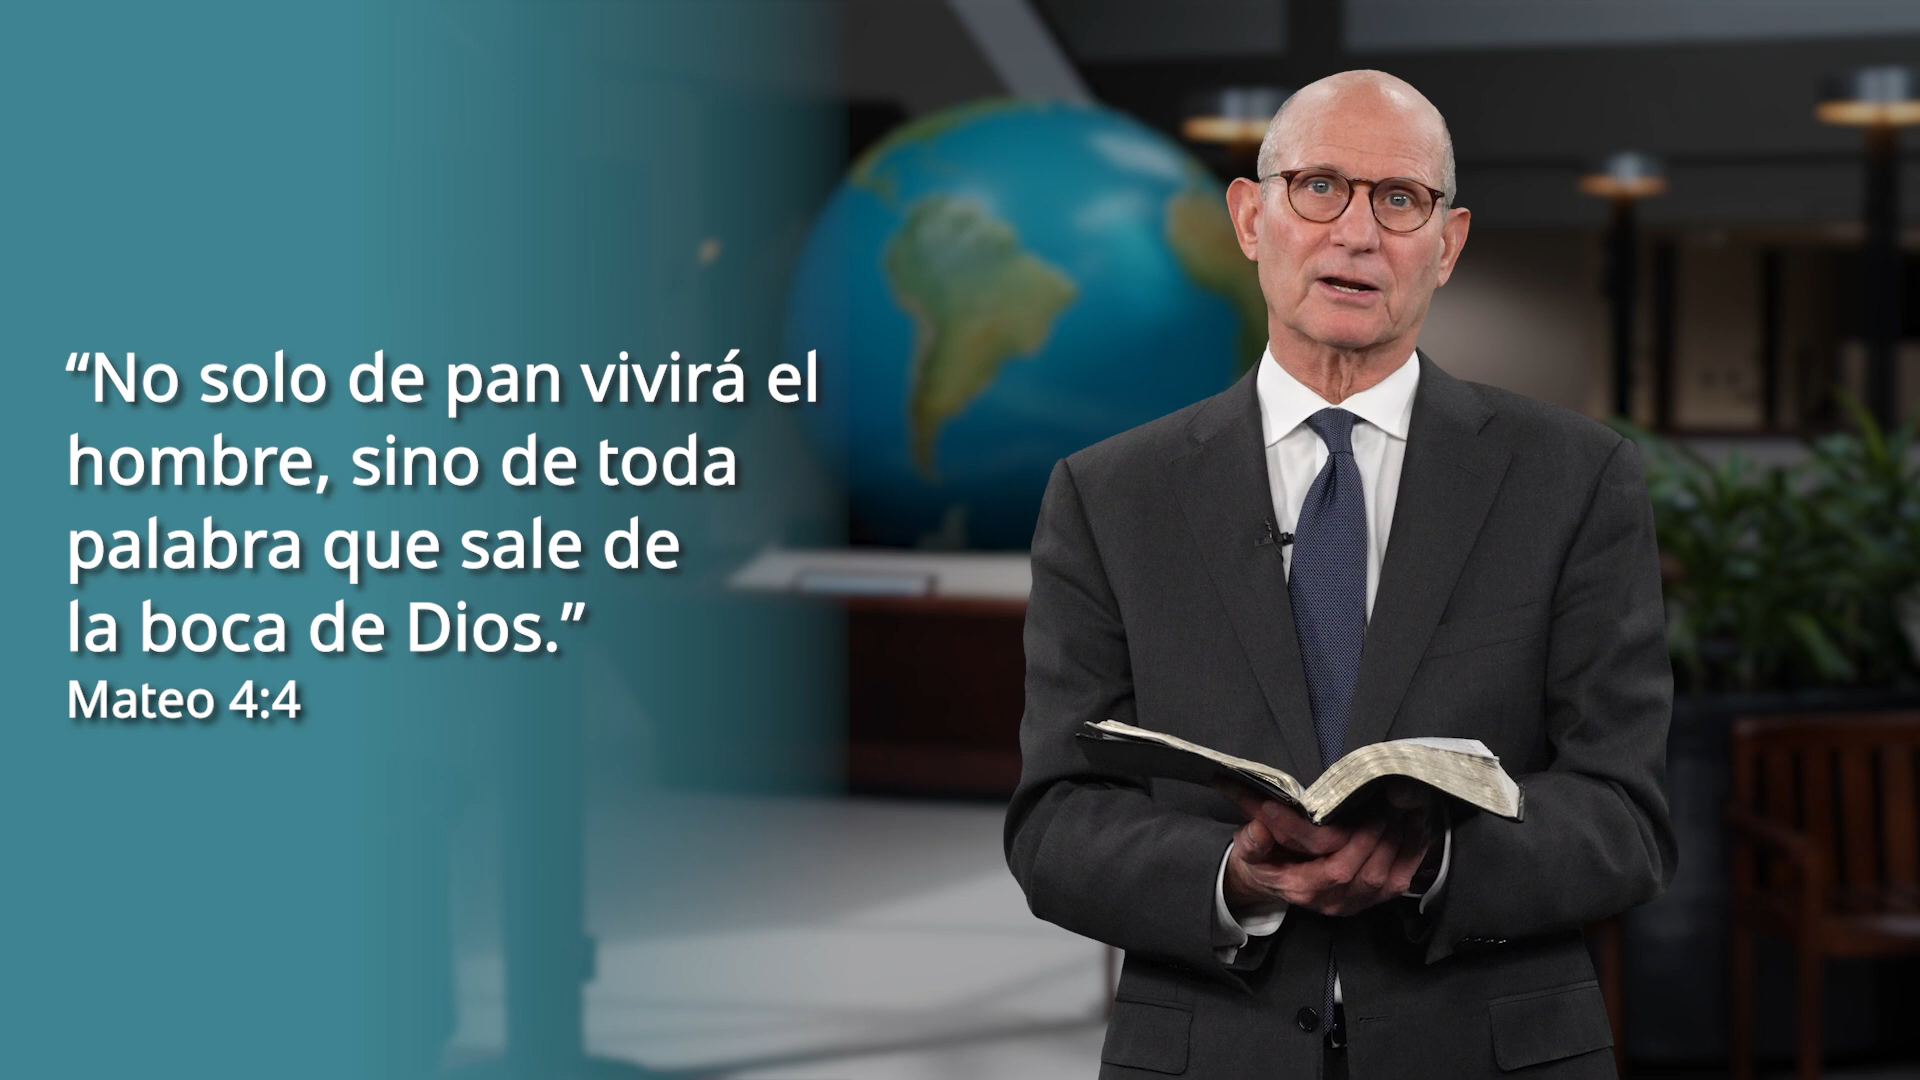 “No solo de pan vivirá el
hombre, sino de toda
palabra que sale de
la boca de Dios.”
Mateo 4:4